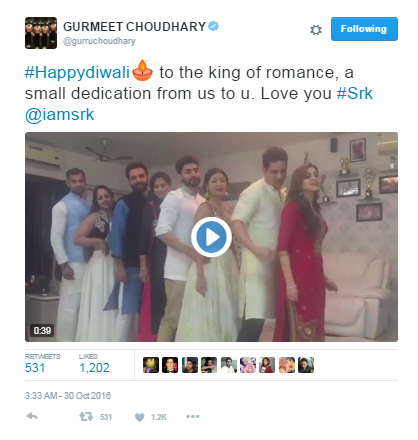 GURMEET CHOUDHARY
@gurruchoudhary
Following
#Happydiwali to the king of romance, a
small dedication from us to u. Love you #Srk
@iamsrk
0:39
RETWEETS LIKES
531 1,202
3:33 AM - 30 Oct 2016
531 1.2K